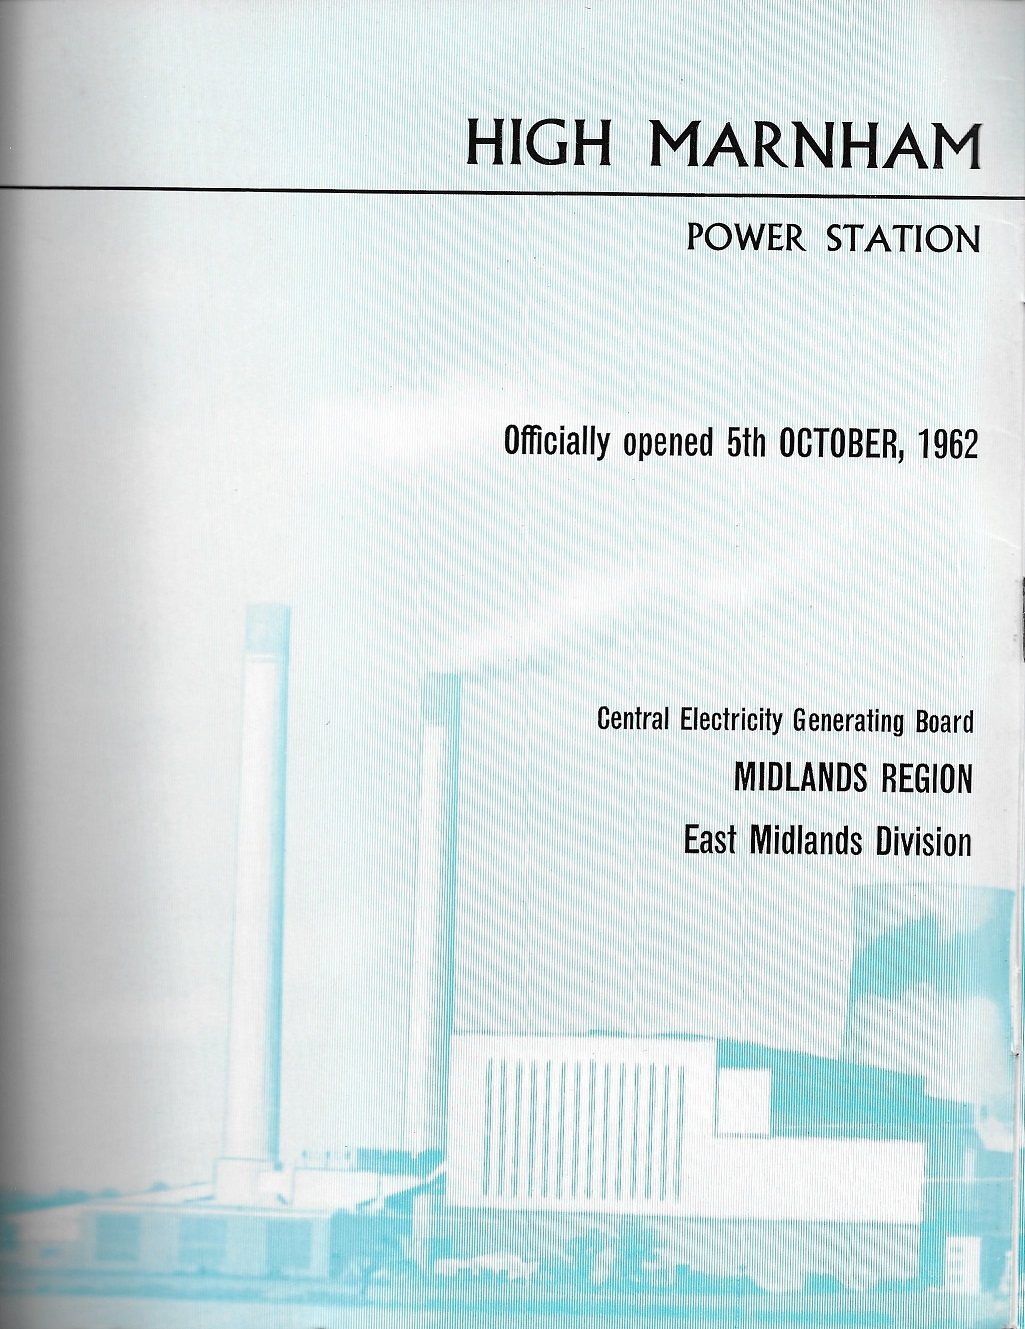 HIGH MARNHAM
POWER STATION
Officially opened 5th OCTOBER, 1962
Central Electricity Generating Board
MIDLANDS REGION
East Midlands Division